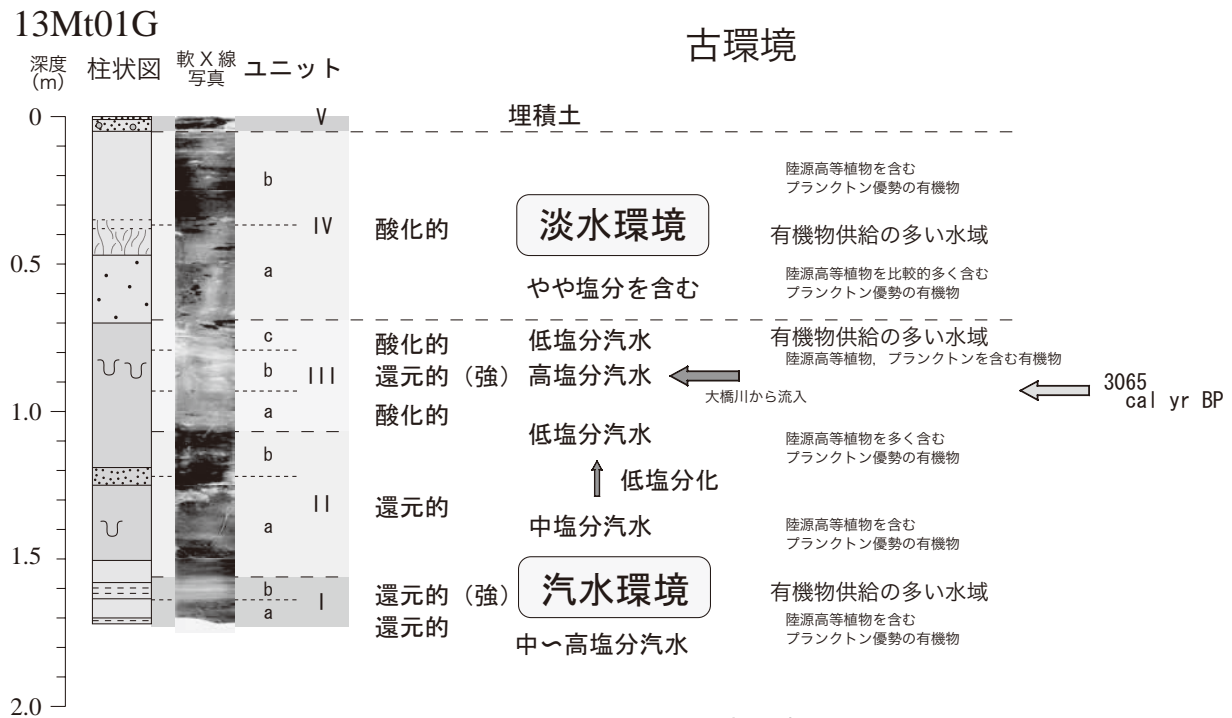 13Mt01G
古環境
深度
(m)
柱状図
軟X線
写真
ユニット
0
V
埋積土
陸源高等植物を含む
プランクトン優勢の有機物
b
IV
酸化的
淡水環境
有機物供給の多い水域
0.5
a
やや塩分を含む
陸源高等植物を比較的多く含む
プランクトン優勢の有機物
c
酸化的
低塩分汽水
有機物供給の多い水域
陸源高等植物，プランクトンを含む有機物
b
III
還元的（強）
高塩分汽水
大橋川から流入
3065
cal yr BP
1.0
a
酸化的
低塩分汽水
陸源高等植物を多く含む
プランクトン優勢の有機物
b
低塩分化
II
還元的
a
中塩分汽水
陸源高等植物を含む
プランクトン優勢の有機物
1.5
b
I
還元的（強）
汽水環境
有機物供給の多い水域
a
還元的
陸源高等植物を含む
プランクトン優勢の有機物
中〜高塩分汽水
2.0